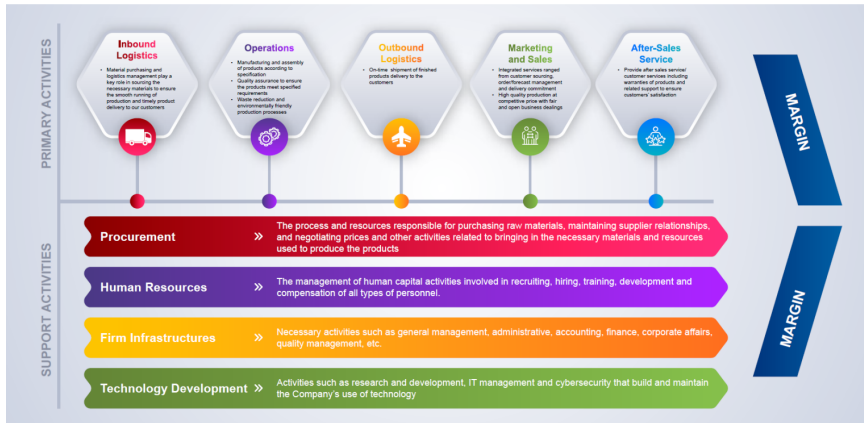 PRIMARY ACTIVITIES
Inbound
Logistics
• Material purchasing and
logistics management play a
key role in sourcing the
necessary materials to ensure
the smooth running of
production and timely product
delivery to our customers
Operations
• Manufacturing and assembly
of products according to
specification
• Quality assurance to ensure
the products meet specified
requirements
• Waste reduction and
environmentally friendly
production processes
Outbound
Logistics
• On-time shipment of finished
products delivery to the
customers
Marketing
and Sales
• Integrated services ranged
from customer sourcing,
order/forecast management
and delivery commitment
• High quality production at
competitive price with fair
and open business dealings
After-Sales
Service
• Provide after sales service/
customer services including
warranties of products and
related support to ensure
customers' satisfaction
MARGIN
SUPPORT ACTIVITIES
Procurement »
The process and resources responsible for purchasing raw materials, maintaining supplier relationships,
and negotiating prices and other activities related to bringing in the necessary materials and resources
used to produce the products
Human Resources »
The management of human capital activities involved in recruiting, hiring, training, development and
compensation of all types of personnel.
Firm Infrastructures »
Necessary activities such as general management, administrative, accounting, finance, corporate affairs,
quality management, etc.
Technology Development »
Activities such as research and development, IT management and cybersecurity that build and maintain
the Company's use of technology
MARGIN